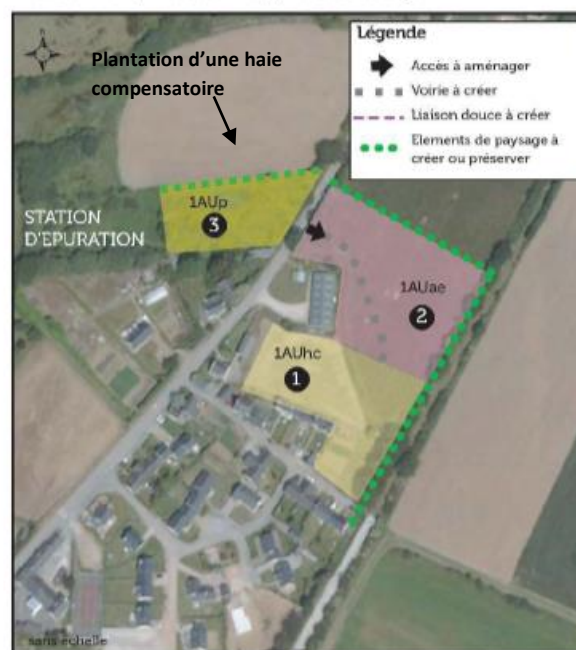 Plantation d'une haie
compensatoire
Légende
Accès à aménager
Voirie à créer
Liaison douce à créer
Elements de paysage à
créer ou préserver
1AUp
3
STATION
D'EPURATION
1AUae
2
1AUhc
1
sans échelle